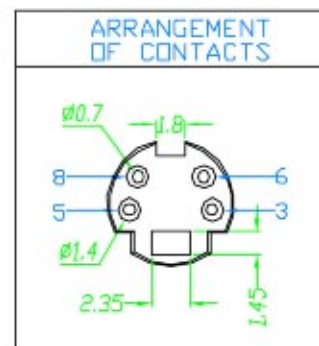 ARRANGEMENT
OF CONTACTS
Ø0.7
1.8
8
6
5
3
Ø1.4
2.35
1.45